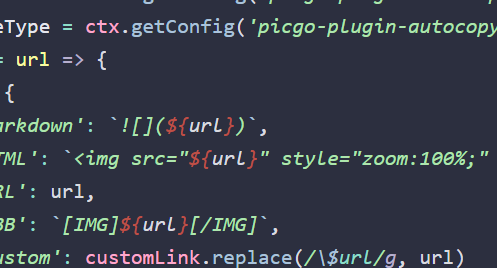 eType = ctx.getConfig('picgo-plugin-autocopy
= url => {
{
arkdown': `![](${url})`,
TML': `<img src="${url}" style="zoom:100%;"
RL': url,
BB': `[IMG]${url}[/IMG]`,
ustom': customLink.replace(/\$url/g, url)